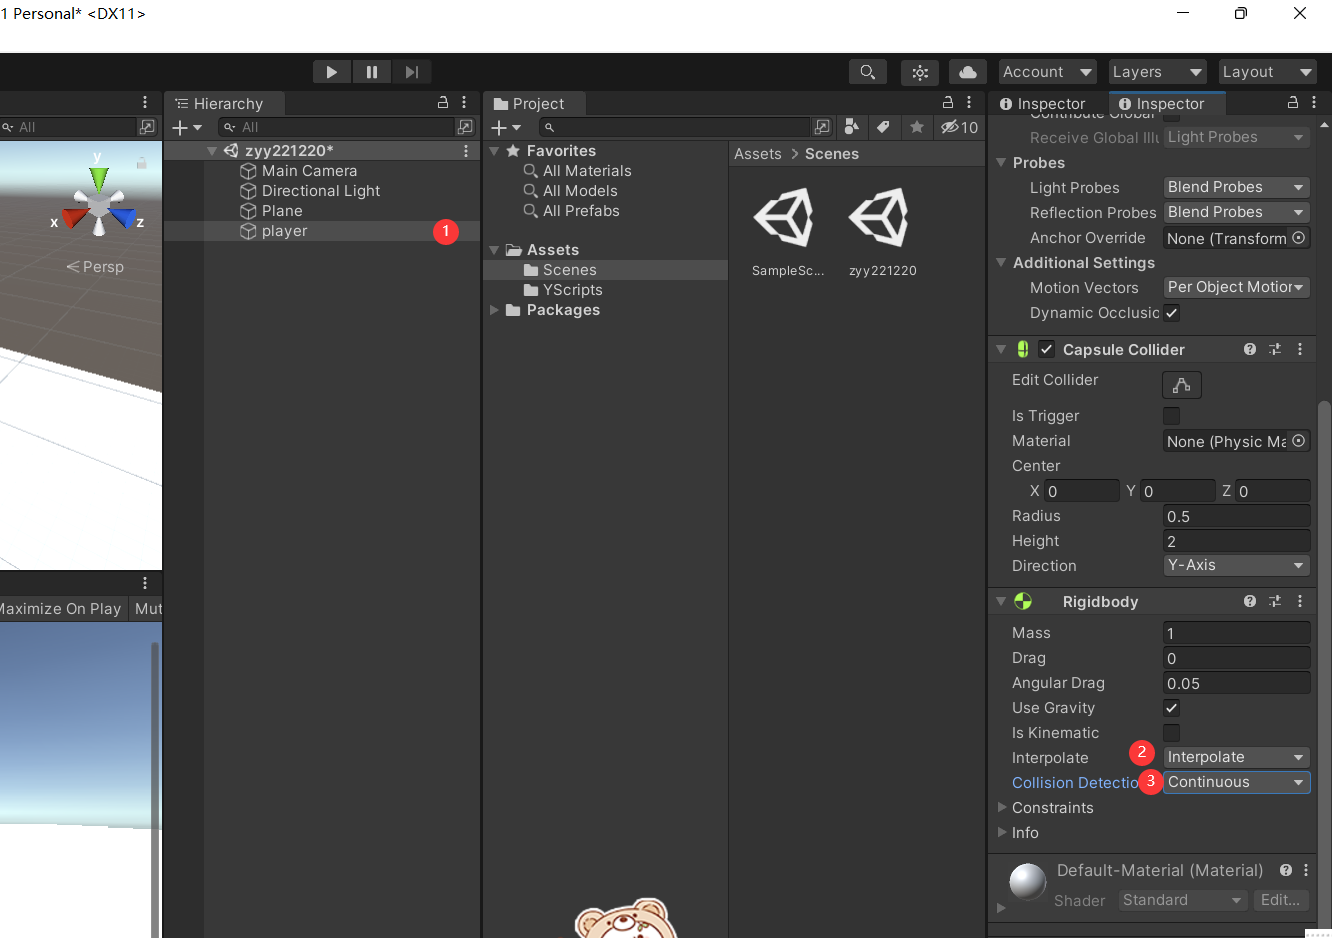 1 Personal* <DX11>
Account
Layers
Layout
All
y
x
z
Persp
Maximize On Play
Mut
Hierarchy
All
zyy221220*
Main Camera
Directional Light
Plane
player
1
Project
10
Favorites
All Materials
All Models
All Prefabs
Assets
Scenes
YScripts
Packages
Assets > Scenes
SampleSc...
zyy221220
Inspector
Inspector
Contribute Global
Receive Global Illu Light Probes
Probes
Light Probes Blend Probes
Reflection Probes Blend Probes
Anchor Override None (Transform
Additional Settings
Motion Vectors Per Object Motior
Dynamic Occlusic
Capsule Collider
Edit Collider
Is Trigger
Material None (Physic Ma
Center
X 0 Y 0 Z 0
Radius 0.5
Height 2
Direction Y-Axis
Rigidbody
Mass 1
Drag 0
Angular Drag 0.05
Use Gravity
Is Kinematic
Interpolate 2 Interpolate
Collision Detectio 3 Continuous
Constraints
Info
Default-Material (Material)
Shader Standard Edit...